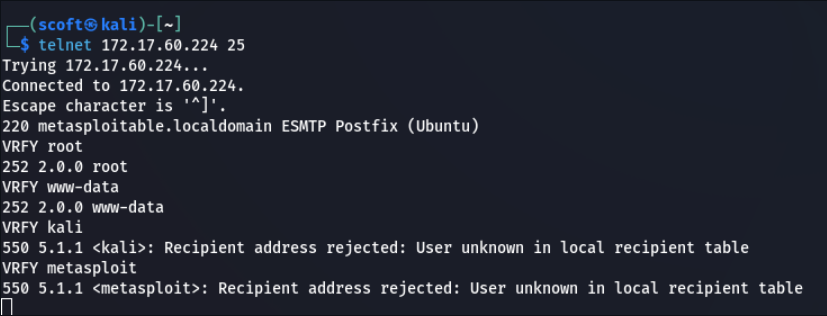 ┌──(scoft㉿kali)-[~]
└─$ telnet 172.17.60.224 25
Trying 172.17.60.224...
Connected to 172.17.60.224.
Escape character is '^]'.
220 metasploitable.localdomain ESMTP Postfix (Ubuntu)
VRFY root
252 2.0.0 root
VRFY www-data
252 2.0.0 www-data
VRFY kali
550 5.1.1 <kali>: Recipient address rejected: User unknown in local recipient table
VRFY metasploit
550 5.1.1 <metasploit>: Recipient address rejected: User unknown in local recipient table